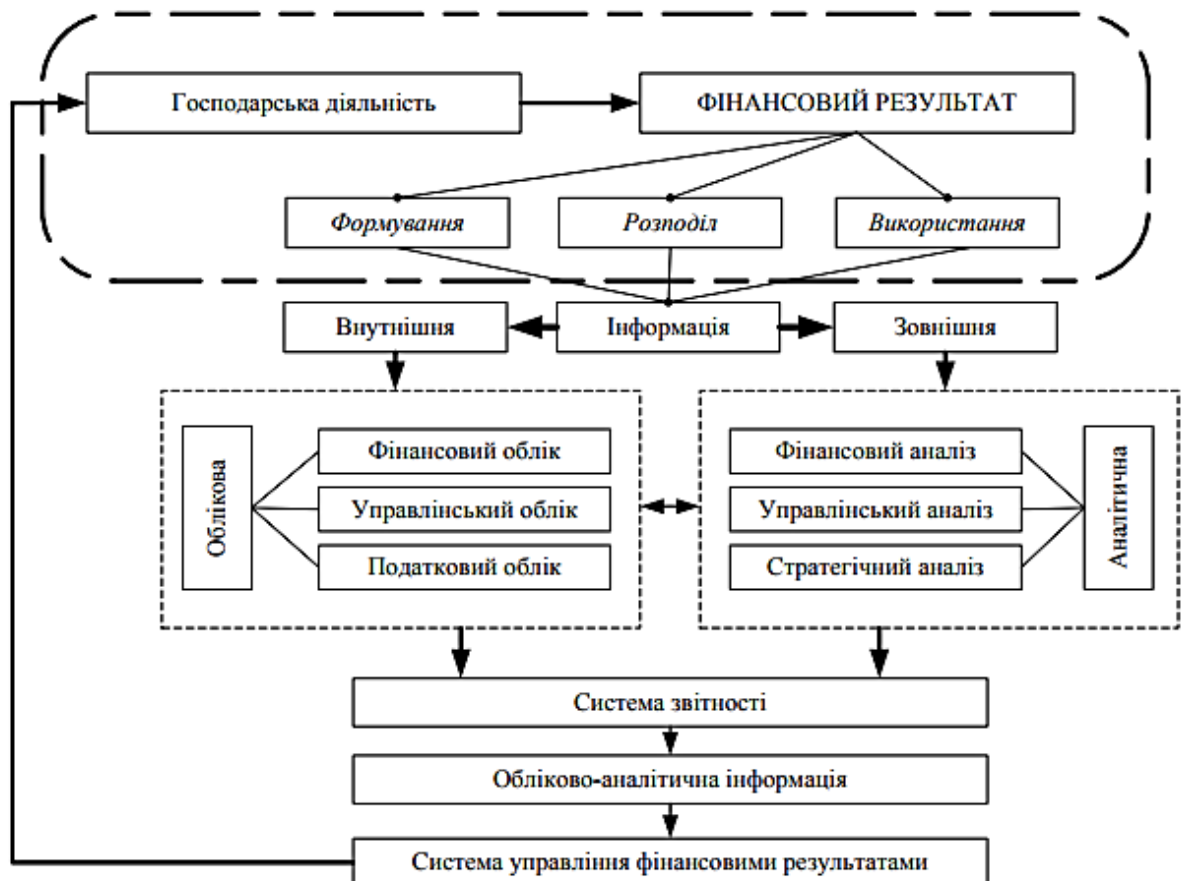 Господарська діяльність
ФІНАНСОВИЙ РЕЗУЛЬТАТ
Формування
Розподіл
Використання
Внутнішня
Інформація
Зовнішня
Облікова
Фінансовий облік
Управлінський облік
Податковий облік
Фінансовий аналіз
Управлінський аналіз
Стратегічний аналіз
Аналітична
Система звітності
Обліково-аналітична інформація
Система управління фінансовими результатами